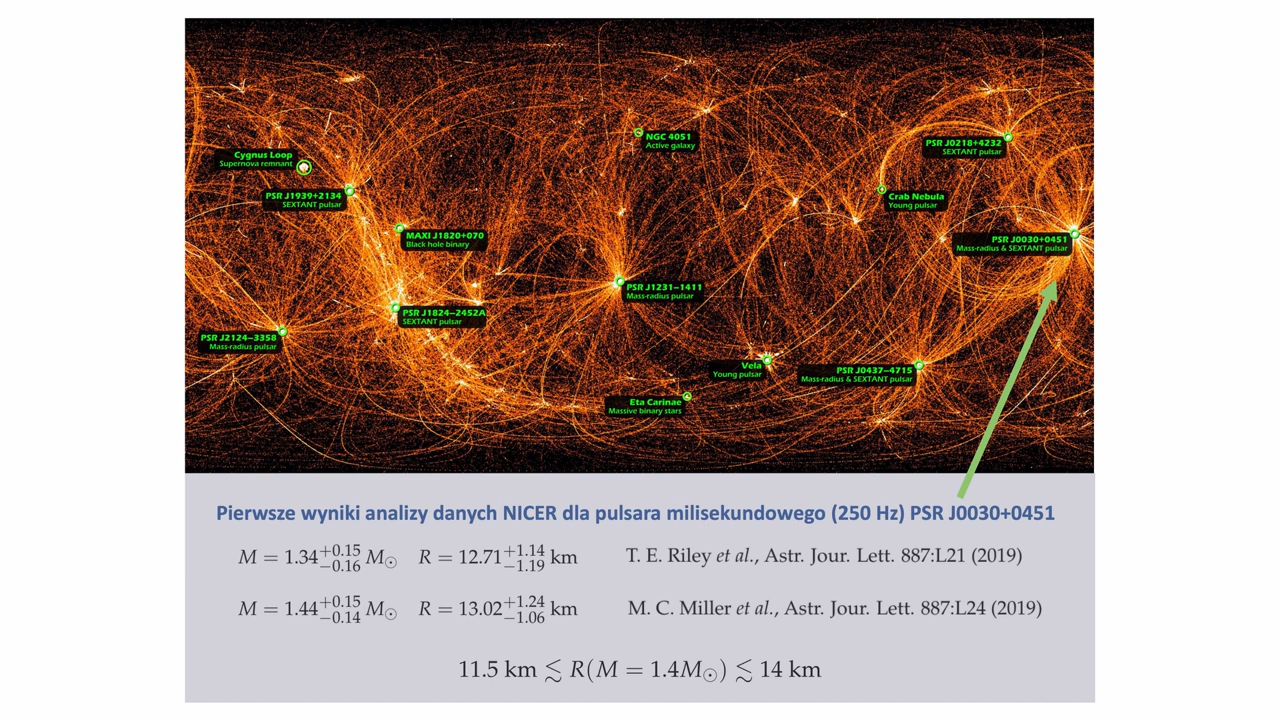 NGC 4051
Active galaxy
PSR J0218+4232
SEXTANT pulsar
Cygnus Loop
Supernova remnant
PSR J1939+2134
SEXTANT pulsar
Crab Nebula
Young pulsar
MAXI J1820+070
Black hole binary
PSR J0030+0451
Mass-radius & SEXTANT pulsar
PSR J1231−1411
Mass-radius pulsar
PSR J1824−2452A
SEXTANT pulsar
PSR J2124−3358
Mass-radius pulsar
Vela
Young pulsar
PSR J0437−4715
Mass-radius & SEXTANT pulsar
Eta Carinae
Massive binary stars
Pierwsze wyniki analizy danych NICER dla pulsara milisekundowego (250 Hz) PSR J0030+0451
M = 1.34 +0.15 −0.16 M⊙ R = 12.71 +1.14 −1.19 km T. E. Riley et al., Astr. Jour. Lett. 887:L21 (2019)
M = 1.44 +0.15 −0.14 M⊙ R = 13.02 +1.24 −1.06 km M. C. Miller et al., Astr. Jour. Lett. 887:L24 (2019)
11.5 km ≲ R(M = 1.4M⊙) ≲ 14 km